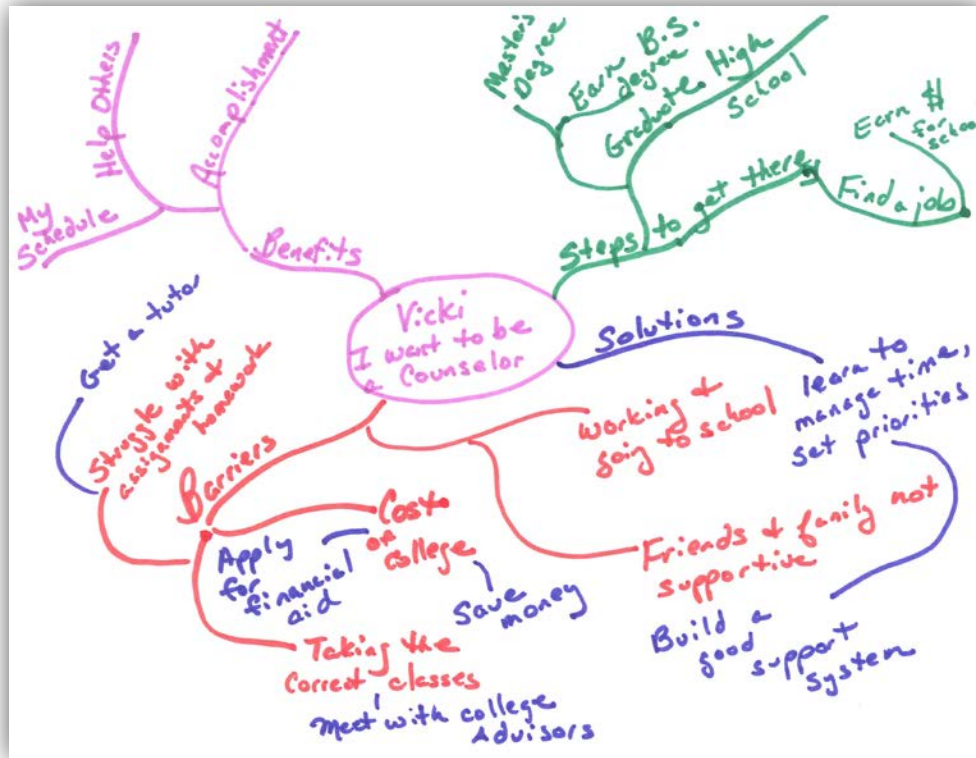 Vicki
I want to be
a Counselor
Benefits
Accomplishment
Help Others
My
Schedule
Steps to get there
Graduate High
School
Earn B.S.
degree
Master's
Degree
Find a job
Earn $
for
school
Solutions
learn to
manage time,
set priorities
Build a
good support
system
Barriers
Struggle with
assignments &
homework
Get a tutor
Cost
on
college
Apply
for
financial
aid
Save
money
Taking the
Correct classes
Meet with college
Advisors
Working &
going to school
Friends & family not
supportive